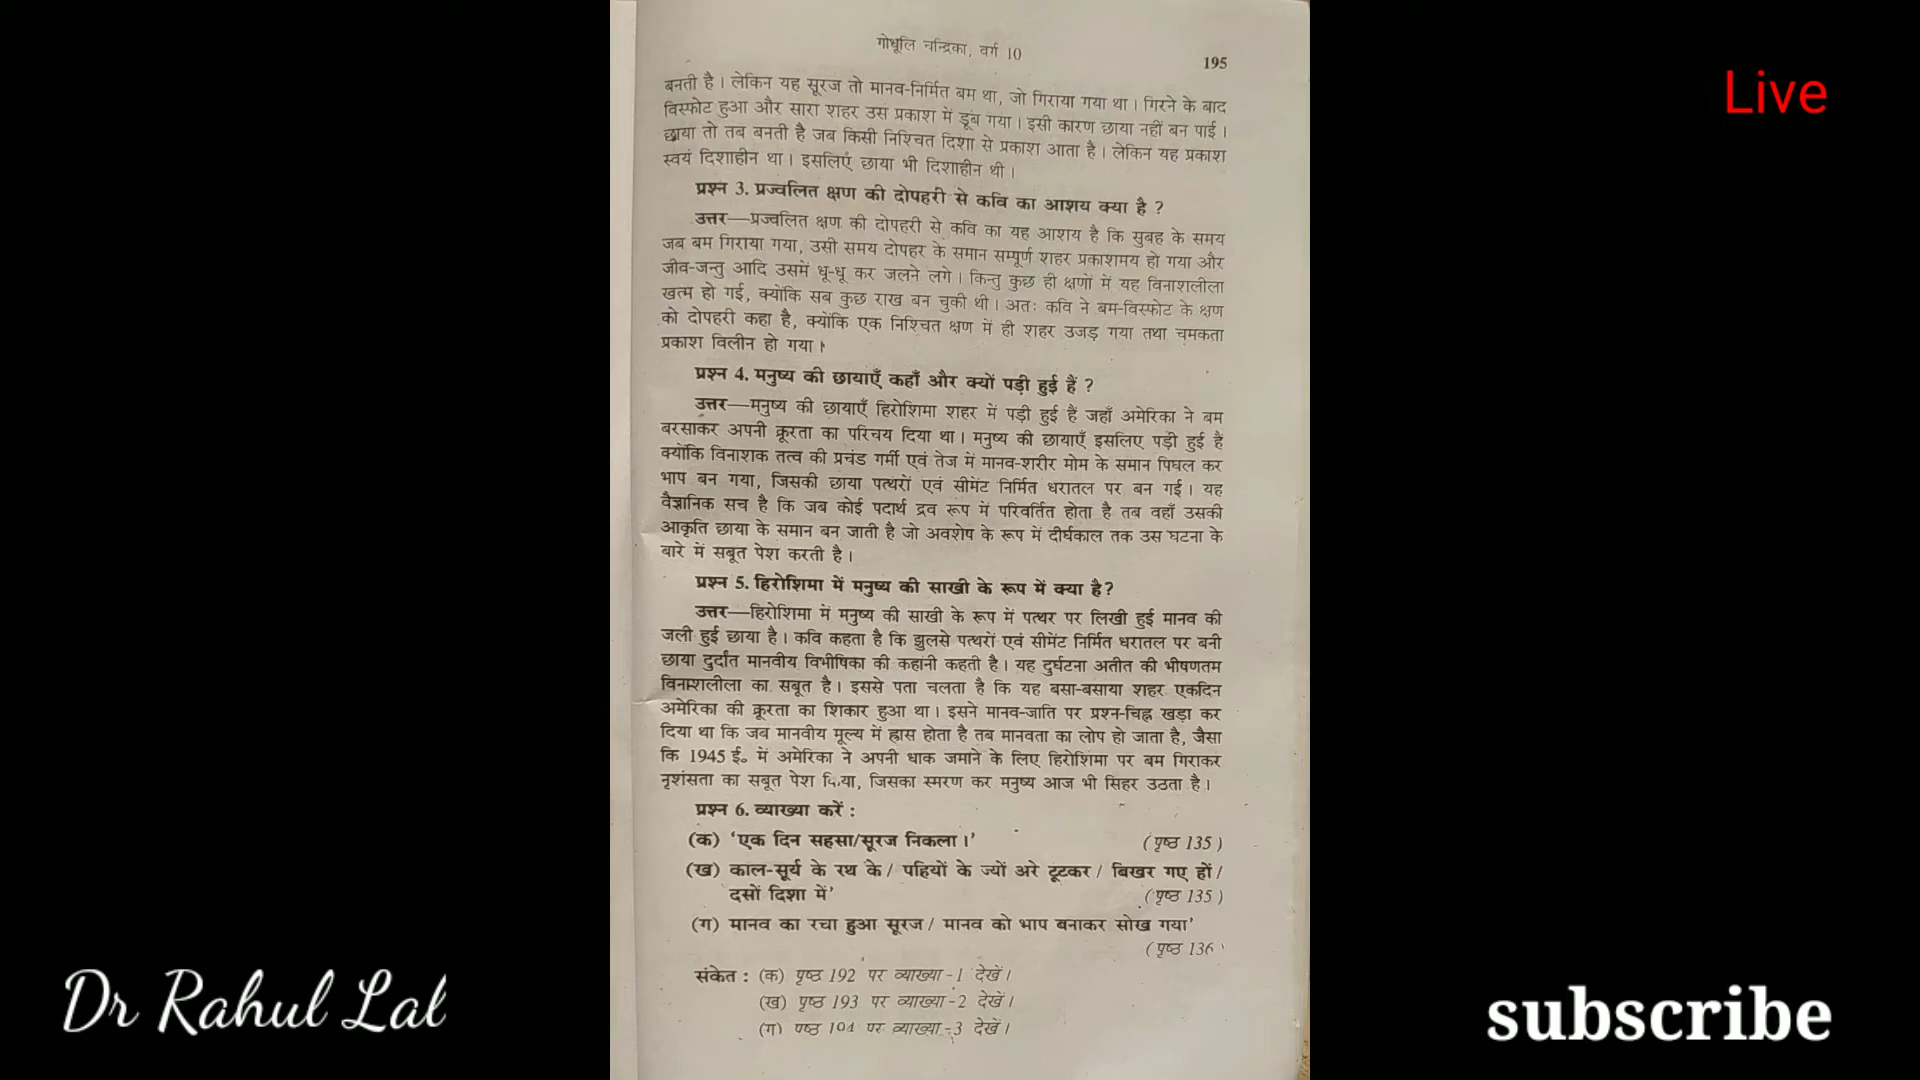 गोधूलि चन्द्रिका, वर्ग 10
195
Live
बनती है। लेकिन यह सूरज तो मानव-निर्मित बम था, जो गिराया गया था। गिरने के बाद
विस्फोट हुआ और सारा शहर उस प्रकाश में डूब गया। इसी कारण छाया नहीं बन पाई।
छाया तो तब बनती है जब किसी निश्चित दिशा से प्रकाश आता है। लेकिन यह प्रकाश
स्वयं दिशाहीन था। इसलिए छाया भी दिशाहीन थी।
प्रश्न 3. प्रज्वलित क्षण की दोपहरी से कवि का आशय क्या है ?
उत्तर—प्रज्वलित क्षण की दोपहरी से कवि का यह आशय है कि सुबह के समय
जब बम गिराया गया, उसी समय दोपहर के समान सम्पूर्ण शहर प्रकाशमय हो गया और
जीव-जन्तु आदि उसमें धू-धू कर जलने लगे। किन्तु कुछ ही क्षणों में यह विनाशलीला
खत्म हो गई, क्योंकि सब कुछ राख बन चुकी थी। अतः कवि ने बम-विस्फोट के क्षण
को दोपहरी कहा है, क्योंकि एक निश्चित क्षण में ही शहर उजड़ गया तथा चमकता
प्रकाश विलीन हो गया।
प्रश्न 4. मनुष्य की छायाएँ कहाँ और क्यों पड़ी हुई हैं ?
उत्तर—मनुष्य की छायाएँ हिरोशिमा शहर में पड़ी हुई हैं जहाँ अमेरिका ने बम
बरसाकर अपनी क्रूरता का परिचय दिया था। मनुष्य की छायाएँ इसलिए पड़ी हुई हैं
क्योंकि विनाशक तत्व की प्रचंड गर्मी एवं तेज में मानव-शरीर मोम के समान पिघल कर
भाप बन गया, जिसकी छाया पत्थरों एवं सीमेंट निर्मित धरातल पर बन गई। यह
वैज्ञानिक सच है कि जब कोई पदार्थ द्रव रूप में परिवर्तित होता है तब वहाँ उसकी
आकृति छाया के समान बन जाती है जो अवशेष के रूप में दीर्घकाल तक उस घटना के
बारे में सबूत पेश करती है।
प्रश्न 5. हिरोशिमा में मनुष्य की साखी के रूप में क्या है?
उत्तर—हिरोशिमा में मनुष्य की साखी के रूप में पत्थर पर लिखी हुई मानव की
जली हुई छाया है। कवि कहता है कि झुलसे पत्थरों एवं सीमेंट निर्मित धरातल पर बनी
छाया दुर्दांत मानवीय विभीषिका की कहानी कहती है। यह दुर्घटना अतीत की भीषणतम
विनाशलीला का सबूत है। इससे पता चलता है कि यह बसा-बसाया शहर एकदिन
अमेरिका की क्रूरता का शिकार हुआ था। इसने मानव-जाति पर प्रश्न-चिह्न खड़ा कर
दिया था कि जब मानवीय मूल्य में ह्रास होता है तब मानवता का लोप हो जाता है, जैसा
कि 1945 ई॰ में अमेरिका ने अपनी धाक जमाने के लिए हिरोशिमा पर बम गिराकर
नृशंसता का सबूत पेश किया, जिसका स्मरण कर मनुष्य आज भी सिहर उठता है।
प्रश्न 6. व्याख्या करें :
(क) ‘एक दिन सहसा/सूरज निकला।’ (पृष्ठ 135)
(ख) काल-सूर्य के रथ के/ पहियों के ज्यों अरे टूटकर/ बिखर गए हों/
दसों दिशा में’ (पृष्ठ 135)
(ग) मानव का रचा हुआ सूरज/ मानव को भाप बनाकर सोख गया’
(पृष्ठ 136
संकेत : (क) पृष्ठ 192 पर व्याख्या-1 देखें।
(ख) पृष्ठ 193 पर व्याख्या-2 देखें।
(ग) पृष्ठ 194 पर व्याख्या-3 देखें।
Dr Rahul Lal
subscribe